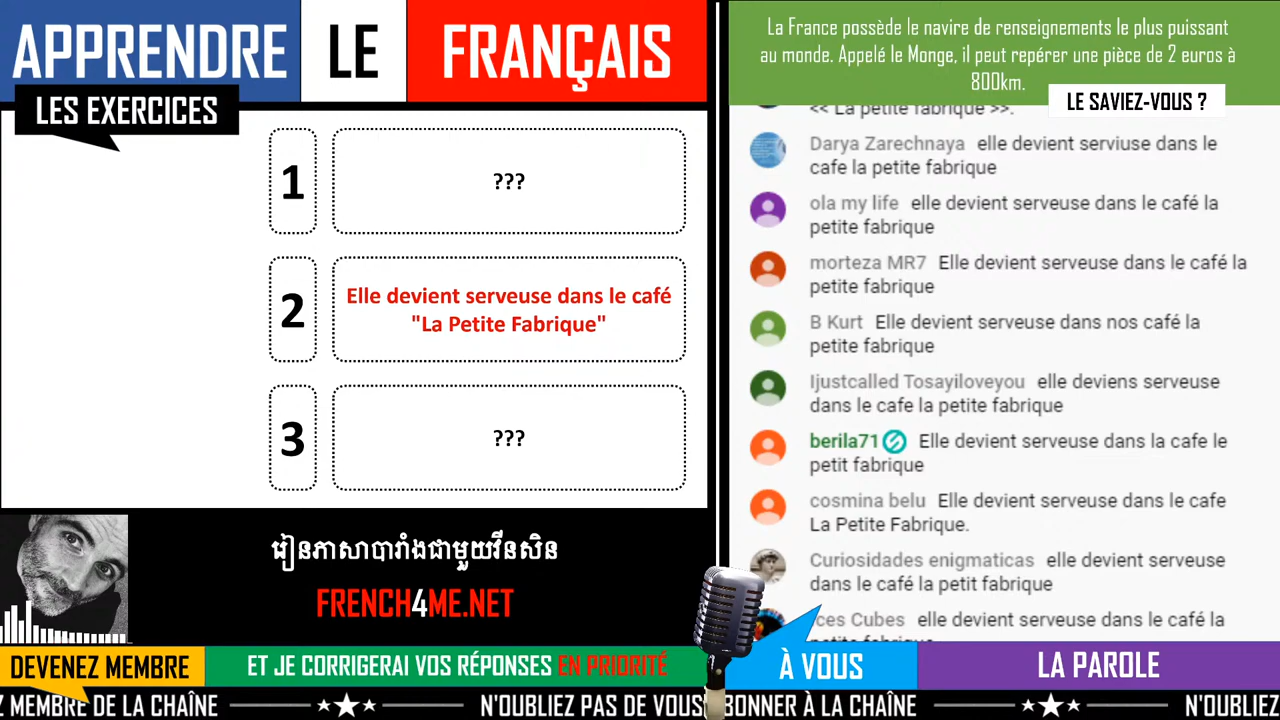 APPRENDRE LE FRANÇAIS
LES EXERCICES
1
???
2
Elle devient serveuse dans le café
"La Petite Fabrique"
3
???
រៀនភាសាបារាំងជាមួយវីនសិន
FRENCH4ME.NET
DEVENEZ MEMBRE
ET JE CORRIGERAI VOS RÉPONSES EN PRIORITÉ
La France possède le navire de renseignements le plus puissant
au monde. Appelé le Monge, il peut repérer une pièce de 2 euros à
800km.
LE SAVIEZ-VOUS ?
<< La petite fabrique >>.
Darya Zarechnaya elle devient serviuse dans le
cafe la petite fabrique
ola my life elle devient serveuse dans le café la
petite fabrique
morteza MR7 Elle devient serveuse dans le café la
petite fabrique
B Kurt Elle devient serveuse dans nos café la
petite fabrique
Ijustcalled Tosayiloveyou elle deviens serveuse
dans le cafe la petite fabrique
berila71 Elle devient serveuse dans la cafe le
petit fabrique
cosmina belu Elle devient serveuse dans le cafe
La Petite Fabrique.
Curiosidades enigmaticas elle devient serveuse
dans le café la petit fabrique
ces Cubes elle devient serveuse dans le café la
petite fabrique
À VOUS
LA PAROLE
MEMBRE DE LA CHAÎNE N'OUBLIEZ PAS DE VOUS BONNER À LA CHAÎNE N'OUBLIEZ